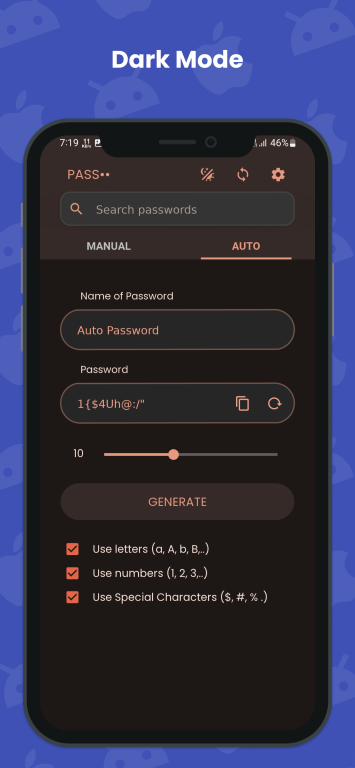 Dark Mode
7:19
46%
PASS••
Search passwords
MANUAL
AUTO
Name of Password
Auto Password
Password
1{$4Uh@:/"
10
GENERATE
Use letters (a, A, b, B,..)
Use numbers (1, 2, 3,..)
Use Special Characters ($, #, % .)